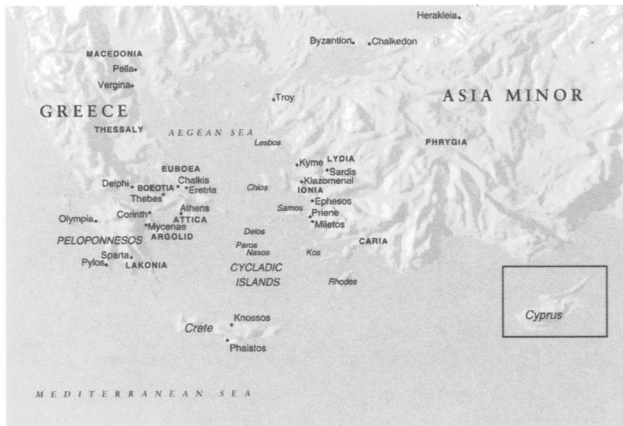 Herakleia
Byzantion
Chalkedon
MACEDONIA
Pella
Vergina
Troy
ASIA MINOR
GREECE
THESSALY
AEGEAN SEA
Lesbos
PHRYGIA
Kyme
LYDIA
Sardis
EUBOEA
Chalkis
Delphi
BOEOTIA
Eretria
Thebes
Chios
Klazomenai
IONIA
Ephesos
Athens
Samos
Priene
Olympia
Corinth
ATTICA
Miletos
Mycenae
ARGOLID
PELOPONNESOS
Delos
CARIA
Paros
Naxos
Kos
Sparta
Pylos
LAKONIA
CYCLADIC
ISLANDS
Rhodes
Cyprus
Crete
Knossos
Phaistos
MEDITERRANEAN SEA